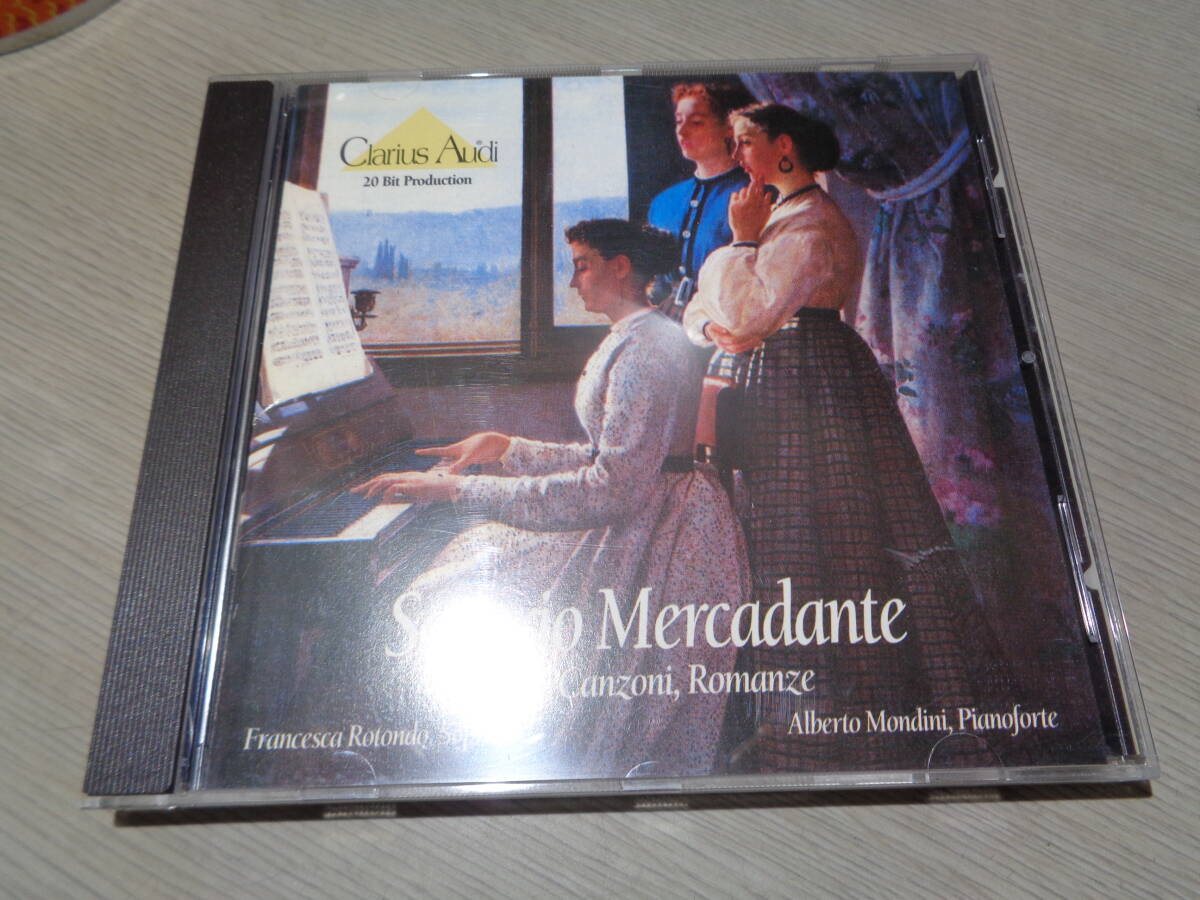 Clarius Audi
20 Bit Production
Mercadante
Canzoni, Romanze
Francesca Rotondo,
Alberto Mondini, Pianoforte